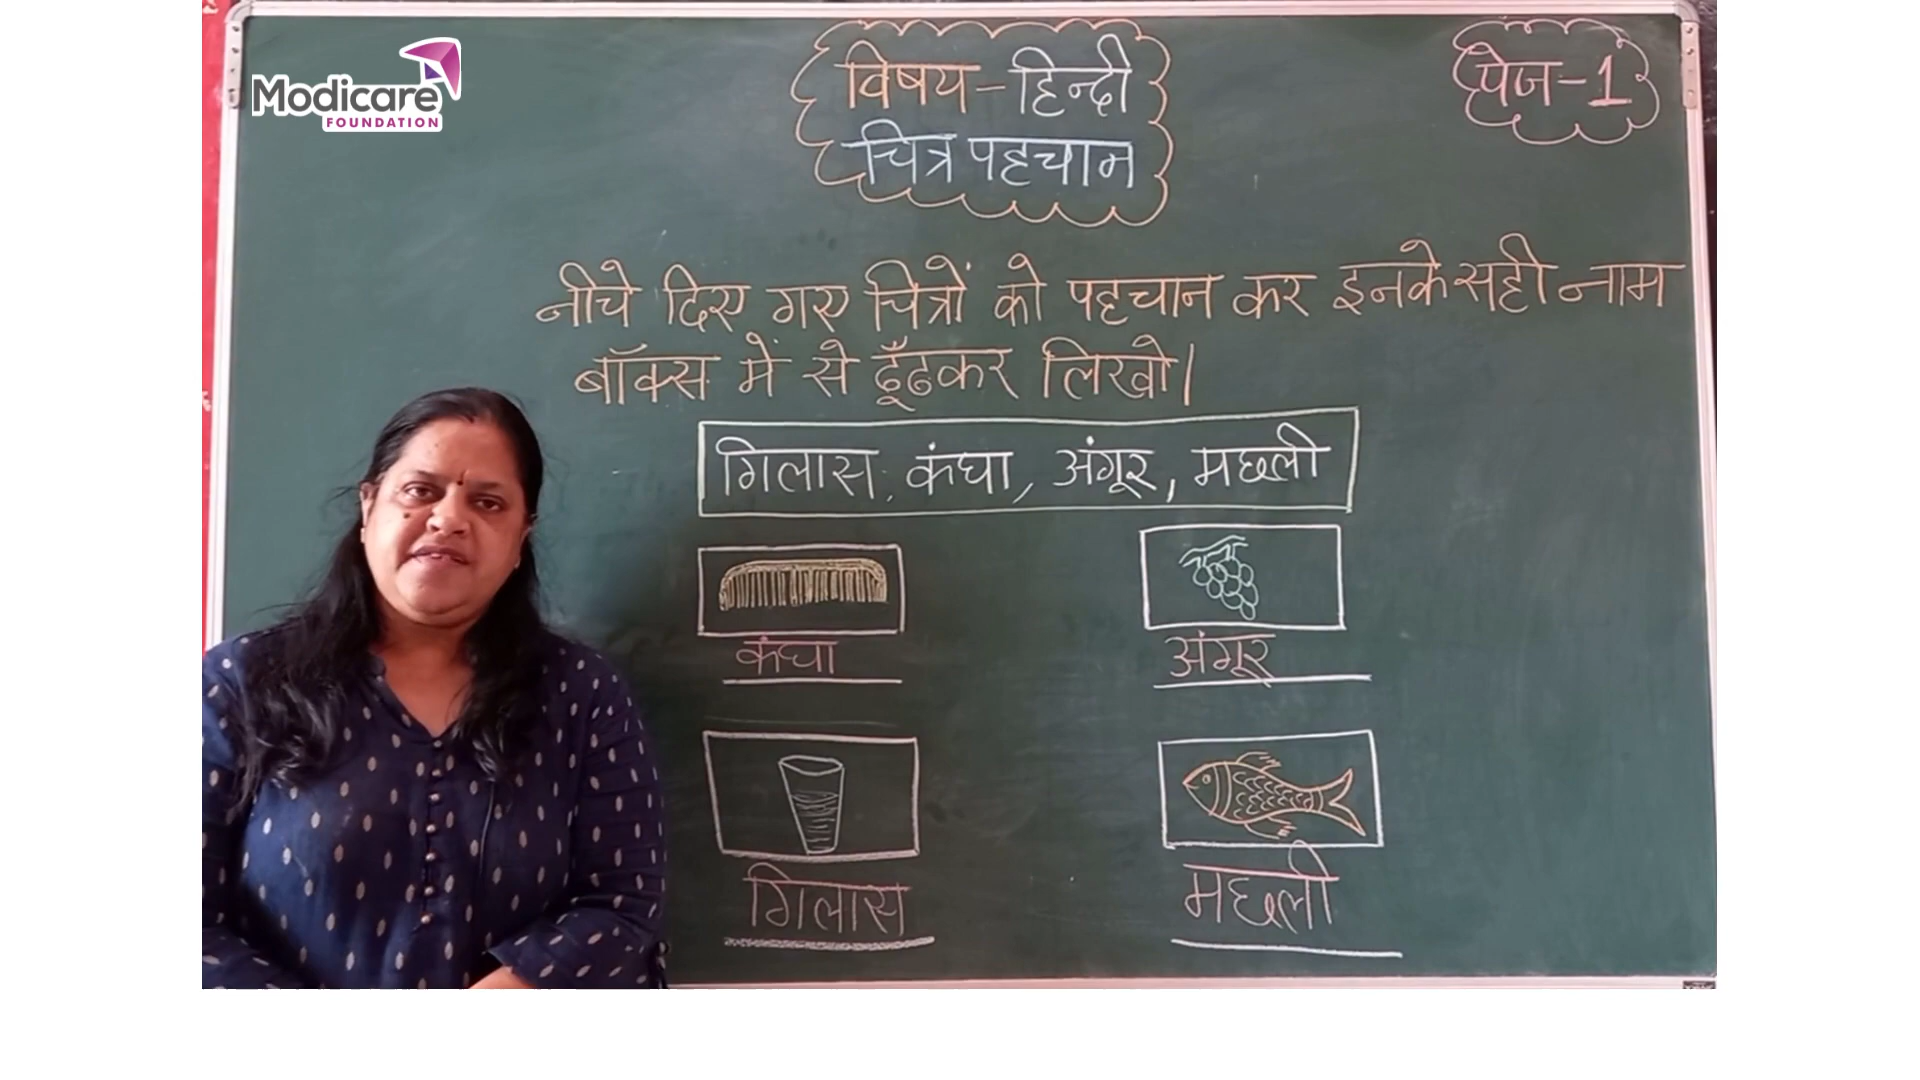 Modicare
FOUNDATION
विषय - हिन्दी
चित्र पहचान
पेज-1
नीचे दिए गए चित्रों को पहचान कर इनके सही नाम
बॉक्स में से ढूँढकर लिखो।
गिलास, कंघा, अंगूर, मछली
कंघा
अंगूर
गिलास
मछली